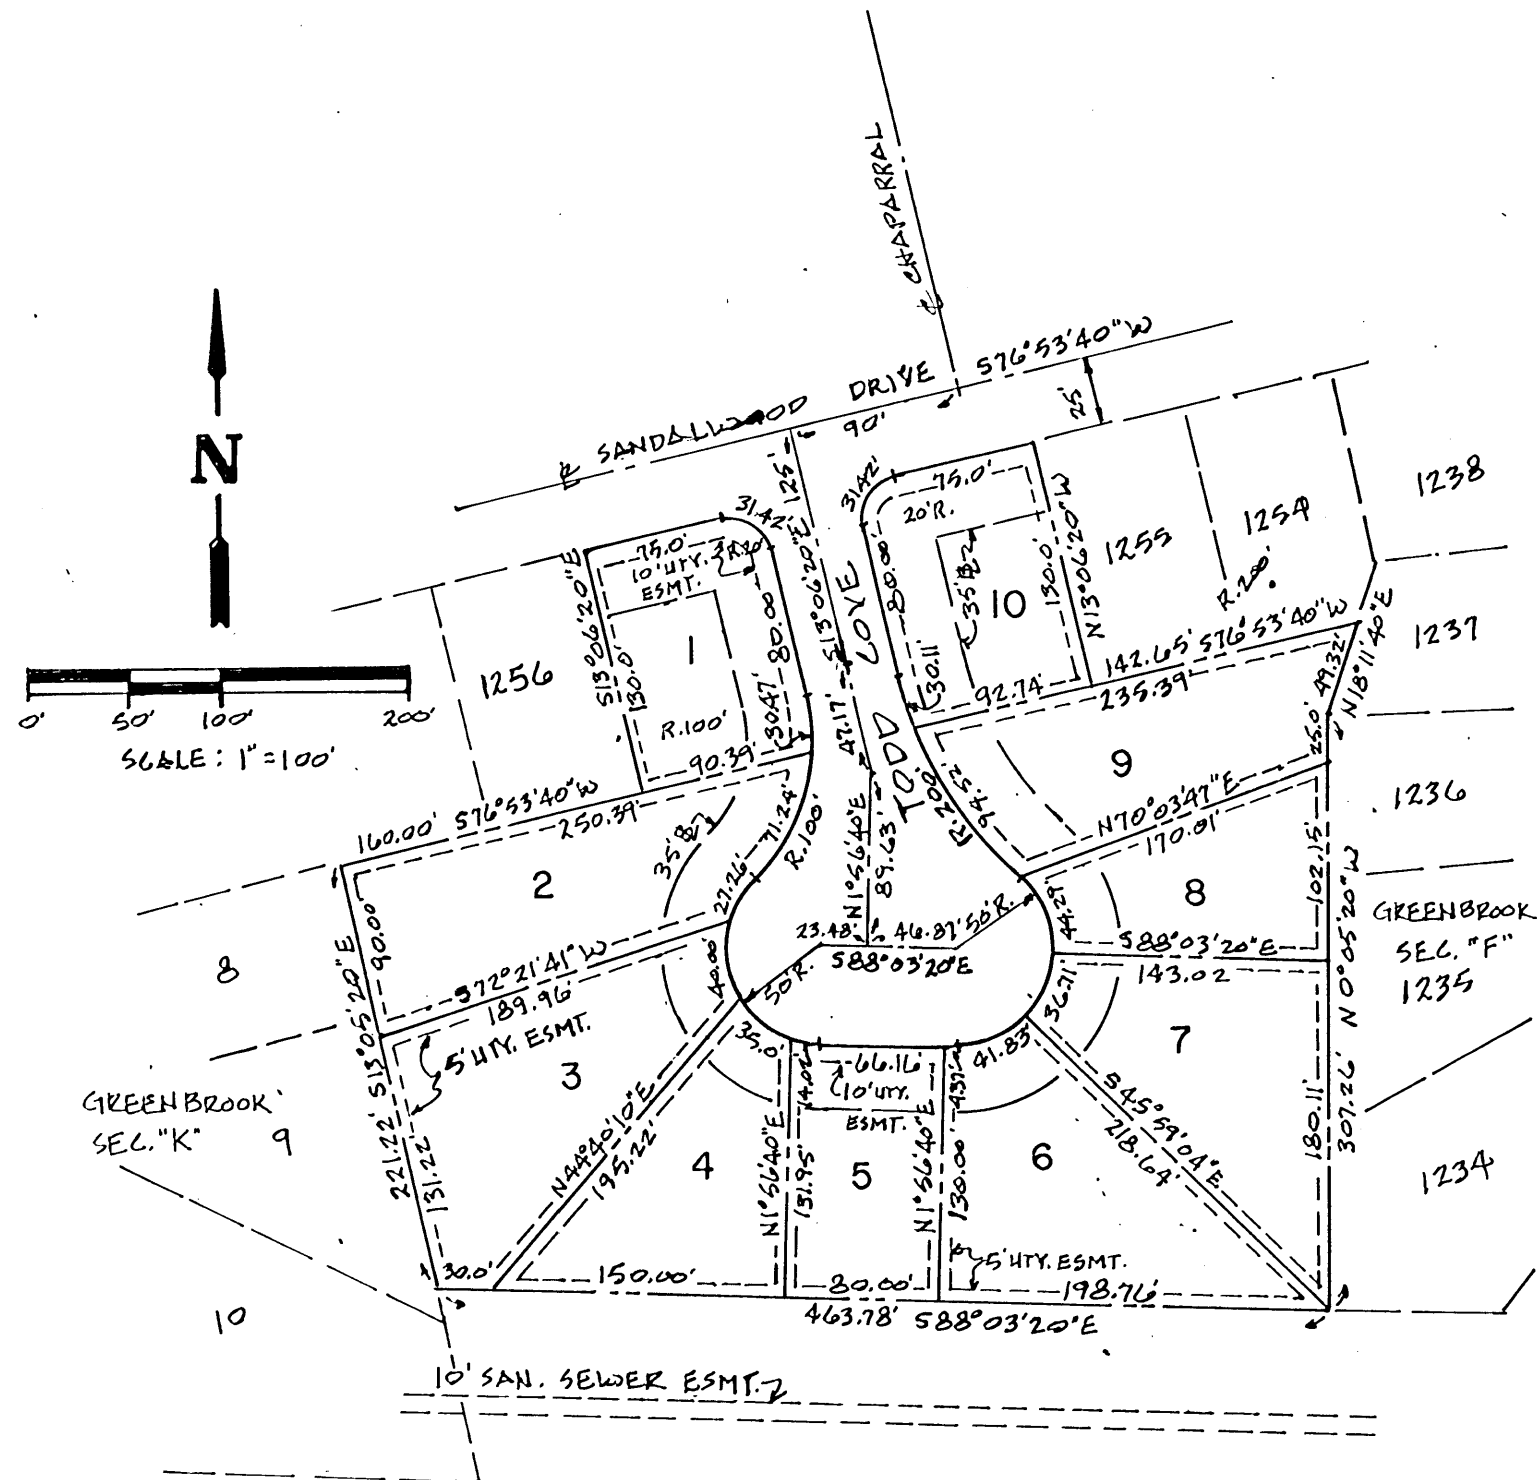 ℄ CHAPARRAL
S76°53'40"W
℄ SANDALWOOD DRIVE
90'
25'
N
0' 50' 100' 200'
SCALE: 1"=100'
125'
S13°06'20"E
42.17'
TODD LOVE
N1°56'40"E
89.63'
31.42'
75.0'
R.20'
10' UTY.
ESMT.
80.00'
1
S13°06'20"E
130.0'
R.100'
30.47'
90.39'
1256
31.42'
75.0'
20'R.
80.00'
35' B
10
130.0'
N13°06'20"W
30.11'
92.74'
1255
1254
1238
R.200'
142.65' S76°53'40"W
235.39'
49.32'
N18°11'40"E
1237
25.0'
9
R.200'
94.52'
N70°03'47"E
170.01'
1236
160.00' S76°53'40"W
250.39'
35' B
71.24'
R.100'
27.26'
2
90.00'
8
S72°21'41"W
189.96'
5' UTY. ESMT.
40.00'
23.48' 46.87'
50'R.
50'R.
S88°03'20"E
44.29'
8
102.15'
S88°03'20"E
143.02
GREENBROOK
SEC. "F"
1235
N0°05'20"W
307.26'
36.71'
7
180.11'
S45°59'04"E
218.64'
1234
3
S13°05'20"E
221.22'
131.22'
GREENBROOK
SEC. "K" 9
N44°40'10"E
195.22'
35.0'
4
14.02'
N1°56'40"E
131.95'
66.16'
10' UTY.
ESMT.
5
4.37'
N1°56'40"E
130.00'
41.83'
6
5' UTY. ESMT.
30.0' 150.00' 80.00' 198.76'
463.78' S88°03'20"E
10
10' SAN. SEWER ESMT.